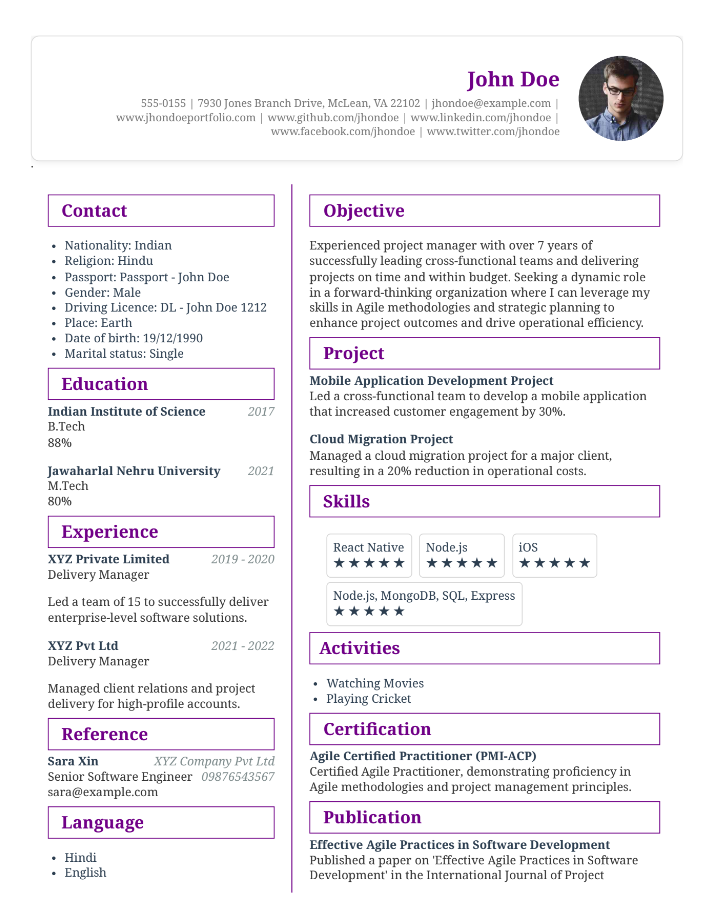 John Doe
555-0155 | 7930 Jones Branch Drive, McLean, VA 22102 | jhondoe@example.com |
www.jhondoeportfolio.com | www.github.com/jhondoe | www.linkedin.com/jhondoe |
www.facebook.com/jhondoe | www.twitter.com/jhondoe
.
Contact
• Nationality: Indian
• Religion: Hindu
• Passport: Passport - John Doe
• Gender: Male
• Driving Licence: DL - John Doe 1212
• Place: Earth
• Date of birth: 19/12/1990
• Marital status: Single
Education
Indian Institute of Science 2017
B.Tech
88%
Jawaharlal Nehru University 2021
M.Tech
80%
Experience
XYZ Private Limited 2019 - 2020
Delivery Manager
Led a team of 15 to successfully deliver
enterprise-level software solutions.
XYZ Pvt Ltd 2021 - 2022
Delivery Manager
Managed client relations and project
delivery for high-profile accounts.
Reference
Sara Xin XYZ Company Pvt Ltd
Senior Software Engineer 09876543567
sara@example.com
Language
• Hindi
• English
Objective
Experienced project manager with over 7 years of
successfully leading cross-functional teams and delivering
projects on time and within budget. Seeking a dynamic role
in a forward-thinking organization where I can leverage my
skills in Agile methodologies and strategic planning to
enhance project outcomes and drive operational efficiency.
Project
Mobile Application Development Project
Led a cross-functional team to develop a mobile application
that increased customer engagement by 30%.
Cloud Migration Project
Managed a cloud migration project for a major client,
resulting in a 20% reduction in operational costs.
Skills
React Native Node.js iOS
★★★★★ ★★★★★ ★★★★★
Node.js, MongoDB, SQL, Express
★★★★★
Activities
• Watching Movies
• Playing Cricket
Certification
Agile Certified Practitioner (PMI-ACP)
Certified Agile Practitioner, demonstrating proficiency in
Agile methodologies and project management principles.
Publication
Effective Agile Practices in Software Development
Published a paper on 'Effective Agile Practices in Software
Development' in the International Journal of Project